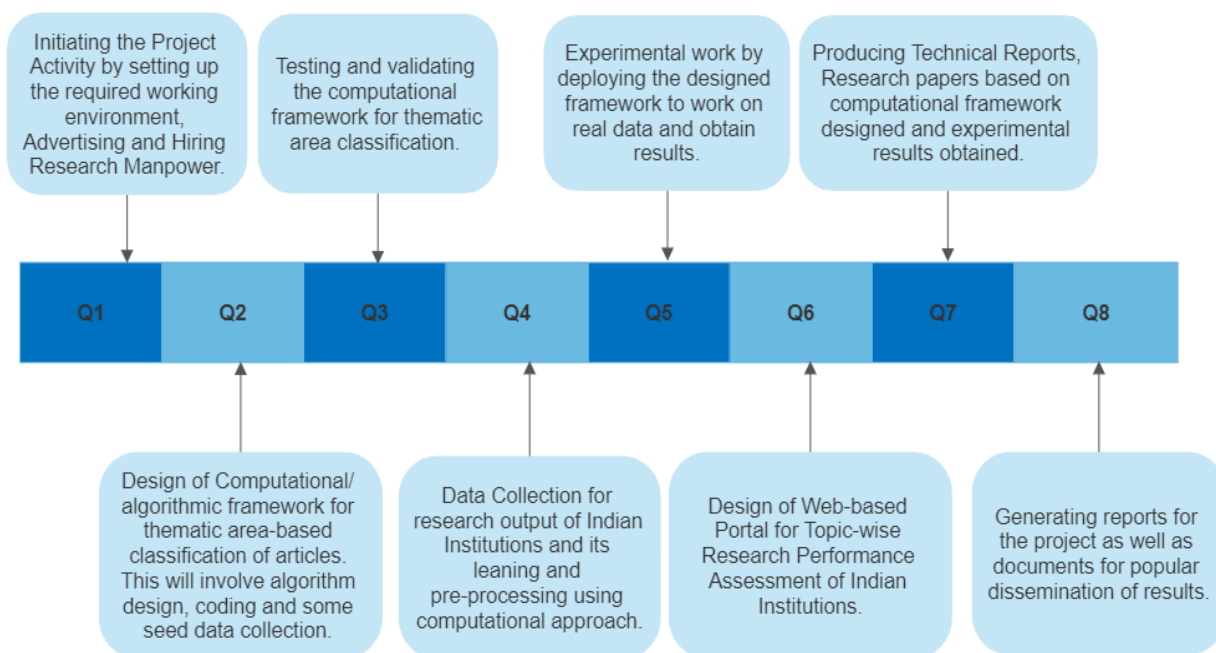 Initiating the Project
Activity by setting up
the required working
environment,
Advertising and Hiring
Research Manpower.
Testing and validating
the computational
framework for thematic
area classification.
Experimental work by
deploying the designed
framework to work on
real data and obtain
results.
Producing Technical Reports,
Research papers based on
computational framework
designed and experimental
results obtained.
Q1
Q2
Q3
Q4
Q5
Q6
Q7
Q8
Design of Computational/
algorithmic framework for
thematic area-based
classification of articles.
This will involve algorithm
design, coding and some
seed data collection.
Data Collection for
research output of Indian
Institutions and its
leaning and
pre-processing using
computational approach.
Design of Web-based
Portal for Topic-wise
Research Performance
Assessment of Indian
Institutions.
Generating reports for
the project as well as
documents for popular
dissemination of results.